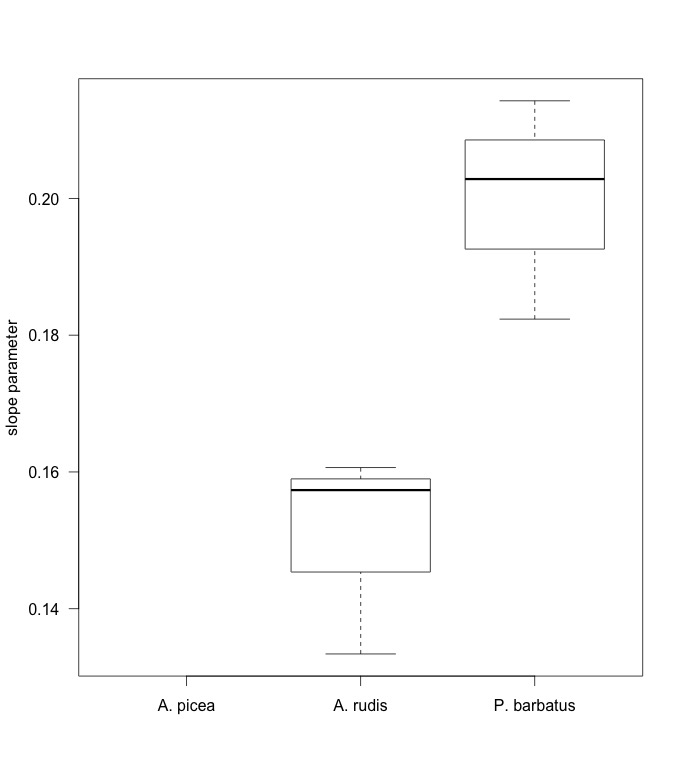 slope parameter
0.20
0.18
0.16
0.14
A. picea
A. rudis
P. barbatus